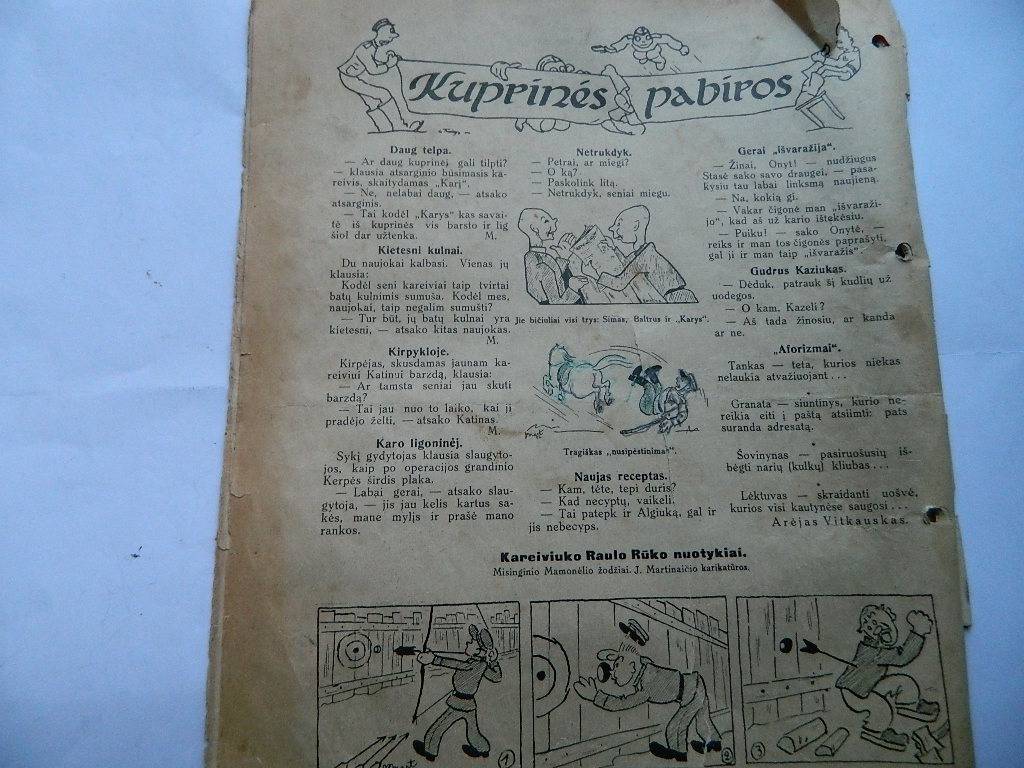 Kuprinės pabiros
Daug telpa.
— Ar daug kuprinėj gali tilpti?
— klausia atsarginio būsimasis ka-
reivis, skaitydamas „Karį".
— Ne, nelabai daug, — atsako
atsarginis.
— Tai kodėl „Karys" kas savai-
tė iš kuprinės vis barsto ir lig
šiol dar užtenka. M.
Kietesni kulnai.
Du naujokai kalbasi. Vienas jų
klausia:
Kodėl seni kareiviai taip tvirtai
batų kulnimis sumuša. Kodėl mes,
naujokai, taip negalim sumušti?
— Tur būt, jų batų kulnai yra
kietesni, — atsako kitas naujokas.
M.
Kirpykloje.
Kirpėjas, skusdamas jaunam ka-
reiviui Katinui barzdą, klausia:
— Ar tamsta seniai jau skuti
barzdą?
— Tai jau nuo to laiko, kai ji
pradėjo želti, — atsako Katinas.
M.
Karo ligoninėj.
Sykį gydytojas klausia slaugyto-
jos, kaip po operacijos grandinio
Kerpės širdis plaka.
— Labai gerai, — atsako slau-
gytoja, — jis jau kelis kartus sa-
kės, mane mylįs ir prašė mano
rankos.
Netrukdyk.
— Petrai, ar miegi?
— O ką?
— Paskolink litą.
— Netrukdyk, seniai miegu.
Jie bičiuliai visi trys: Simas, Baltrus ir „Karys".
Tragiškas „nusipėstinimas".
Naujas receptas.
— Kam, tėte, tepi duris?
— Kad necyptų, vaikeli.
— Tai patepk ir Algiuką, gal ir
jis nebecyps.
Gerai „išvaražija".
— Žinai, Onyt! — nudžiugus
Stasė sako savo draugei, — pasa-
kysiu tau labai linksmą naujieną.
— Na, kokią gi.
— Vakar čigonė man „išvaraži-
jo", kad aš už kario ištekėsiu.
— Puiku! — sako Onytė, —
reiks ir man tos čigonės paprašyti,
gal ji ir man taip „išvaražis".
Gudrus Kaziukas.
— Dėduk, patrauk šį kudlių už
uodegos.
— O kam, Kazeli?
— Aš tada žinosiu, ar kanda
ar ne.
„Aforizmai".
Tankas — teta, kurios niekas
nelaukia atvažiuojant . . .
Granata — siuntinys, kurio ne-
reikia eiti į paštą atsiimti: pats
suranda adresatą.
Šovinynas — pasiruošusių iš-
bėgti narių (kulkų) kliubas . . .
Lėktuvas — skraidanti uošvė,
kurios visi kautynėse saugosi . . .
Arėjas Vitkauskas.
Kareiviuko Raulo Rūko nuotykiai.
Misinginio Mamonėlio žodžiai. J. Martinaičio karikatūros.
1
2
3